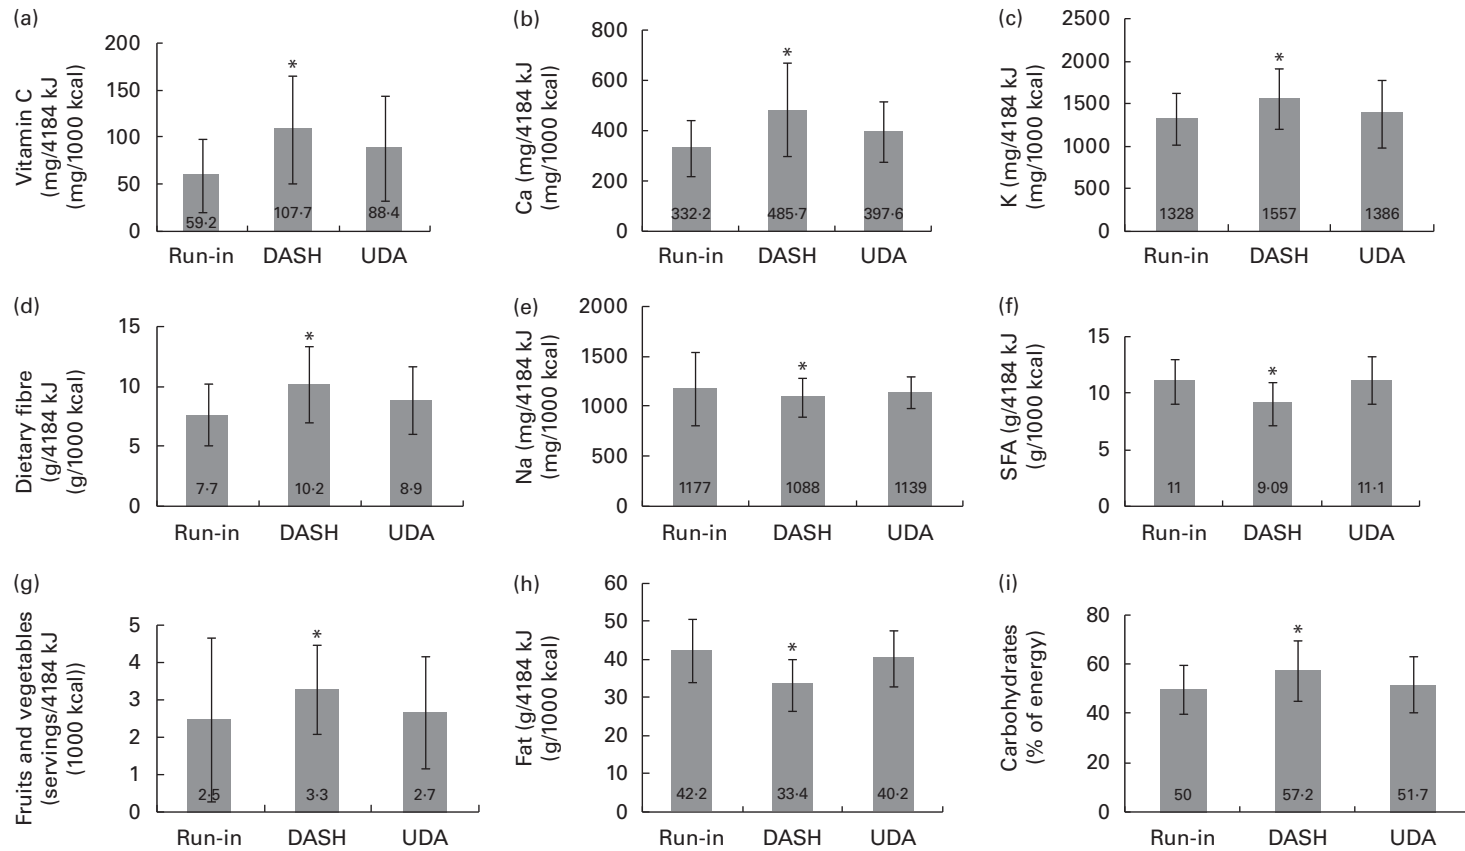 (a)
Vitamin C
(mg/4184 kJ
(mg/1000 kcal)
200
150
100
50
0
*
59·2
107·7
88·4
Run-in DASH UDA
(b)
Ca (mg/4184 kJ
(mg/1000 kcal)
800
600
400
200
0
*
332·2
485·7
397·6
Run-in DASH UDA
(c)
K (mg/4184 kJ
(mg/1000 kcal)
2500
2000
1500
1000
500
0
*
1328
1557
1386
Run-in DASH UDA
(d)
Dietary fibre
(g/4184 kJ
(g/1000 kcal)
15
10
5
0
*
7·7
10·2
8·9
Run-in DASH UDA
(e)
Na (mg/4184 kJ
(mg/1000 kcal)
2000
1500
1000
500
0
*
1177
1088
1139
Run-in DASH UDA
(f)
SFA (g/4184 kJ
(g/1000 kcal)
15
10
5
0
*
11
9·09
11·1
Run-in DASH UDA
(g)
Fruits and vegetables
(servings/4184 kJ
(1000 kcal))
5
4
3
2
1
0
*
2·5
3·3
2·7
Run-in DASH UDA
(h)
Fat (g/4184 kJ
(g/1000 kcal)
60
50
40
30
20
10
0
*
42·2
33·4
40·2
Run-in DASH UDA
(i)
Carbohydrates
(% of energy)
80
60
40
20
0
*
50
57·2
51·7
Run-in DASH UDA